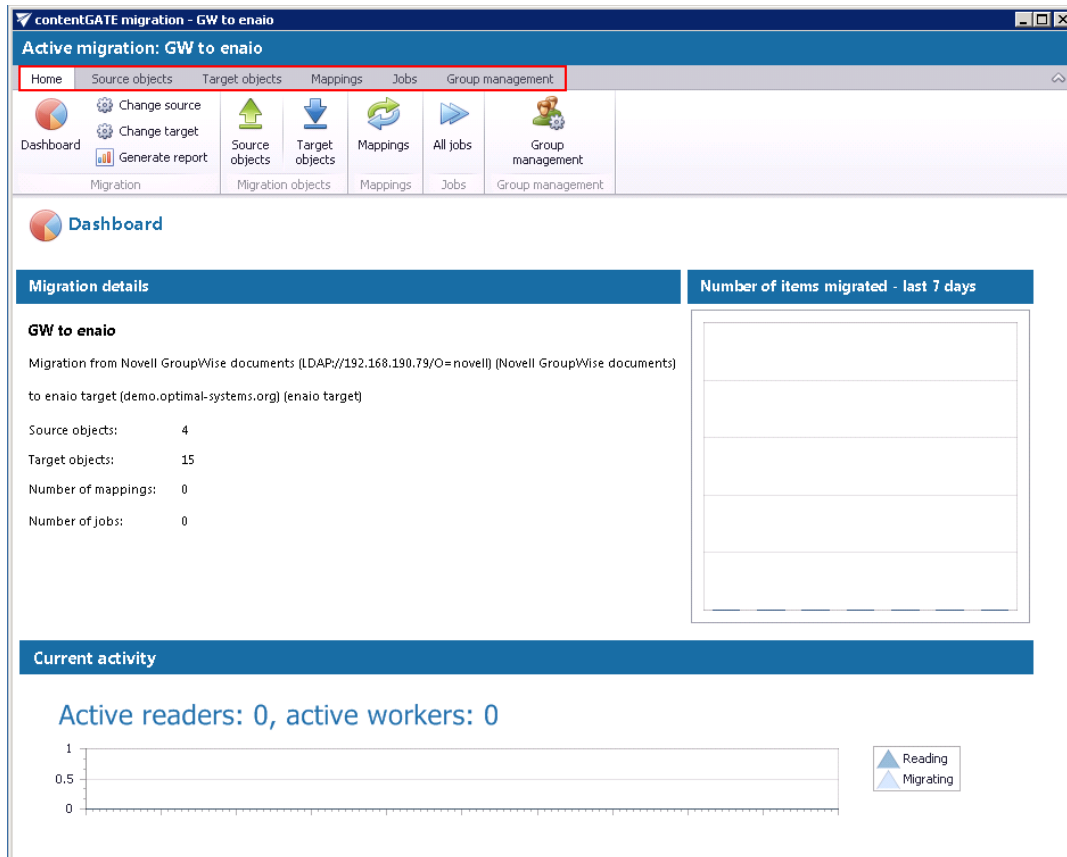 contentGATE migration - GW to enaio
Active migration: GW to enaio
Home Source objects Target objects Mappings Jobs Group management
Dashboard
Change source
Change target
Generate report
Source objects
Target objects
Mappings
All jobs
Group management
Migration Migration objects Mappings Jobs Group management
Dashboard
Migration details
Number of items migrated - last 7 days
GW to enaio
Migration from Novell GroupWise documents (LDAP://192.168.190.79/O=novell) (Novell GroupWise documents)
to enaio target (demo.optimal-systems.org) (enaio target)
Source objects: 4
Target objects: 15
Number of mappings: 0
Number of jobs: 0
Current activity
Active readers: 0, active workers: 0
1
0.5
0
Reading
Migrating